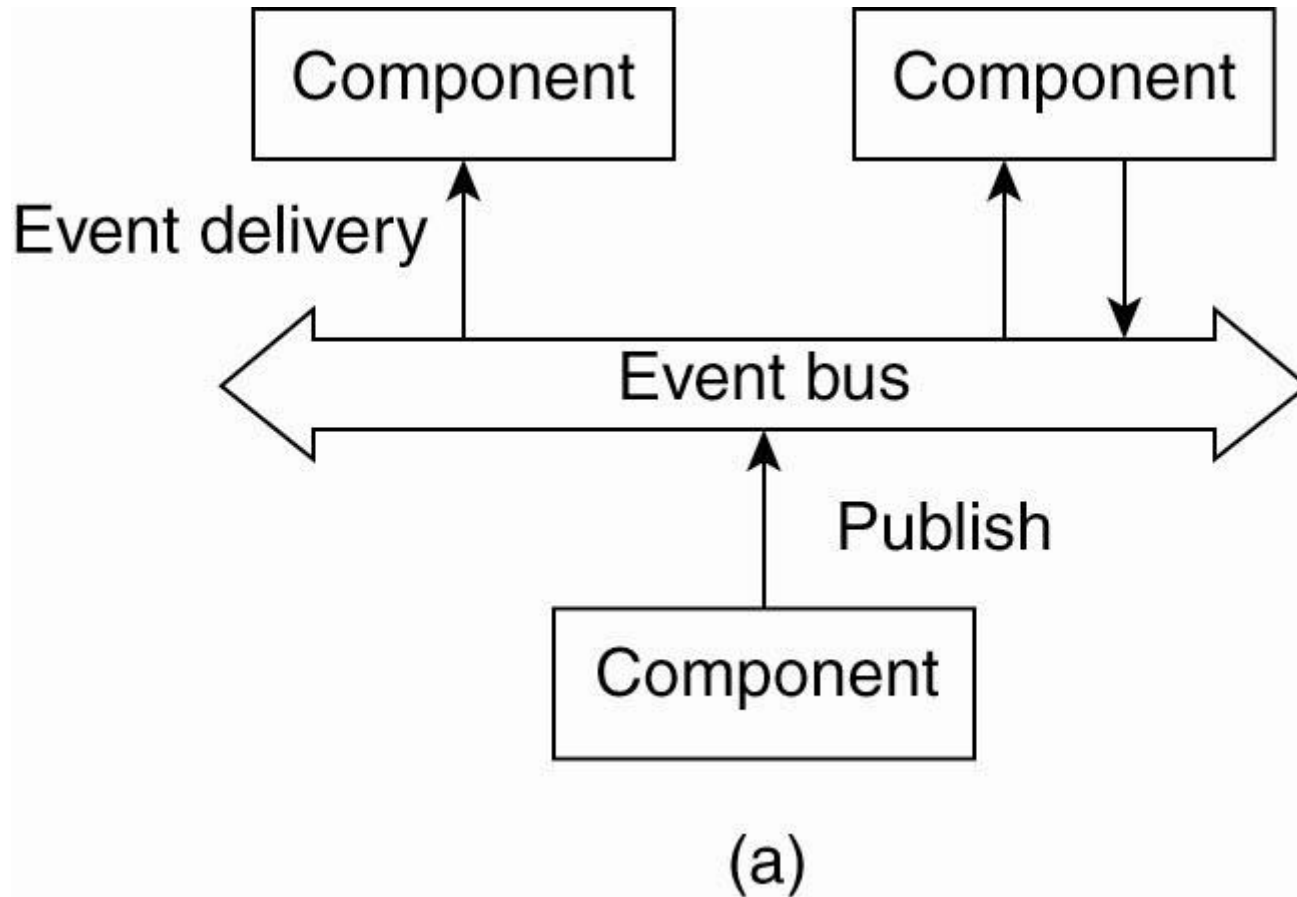 Component
Component
Event delivery
Event bus
Publish
Component
(a)